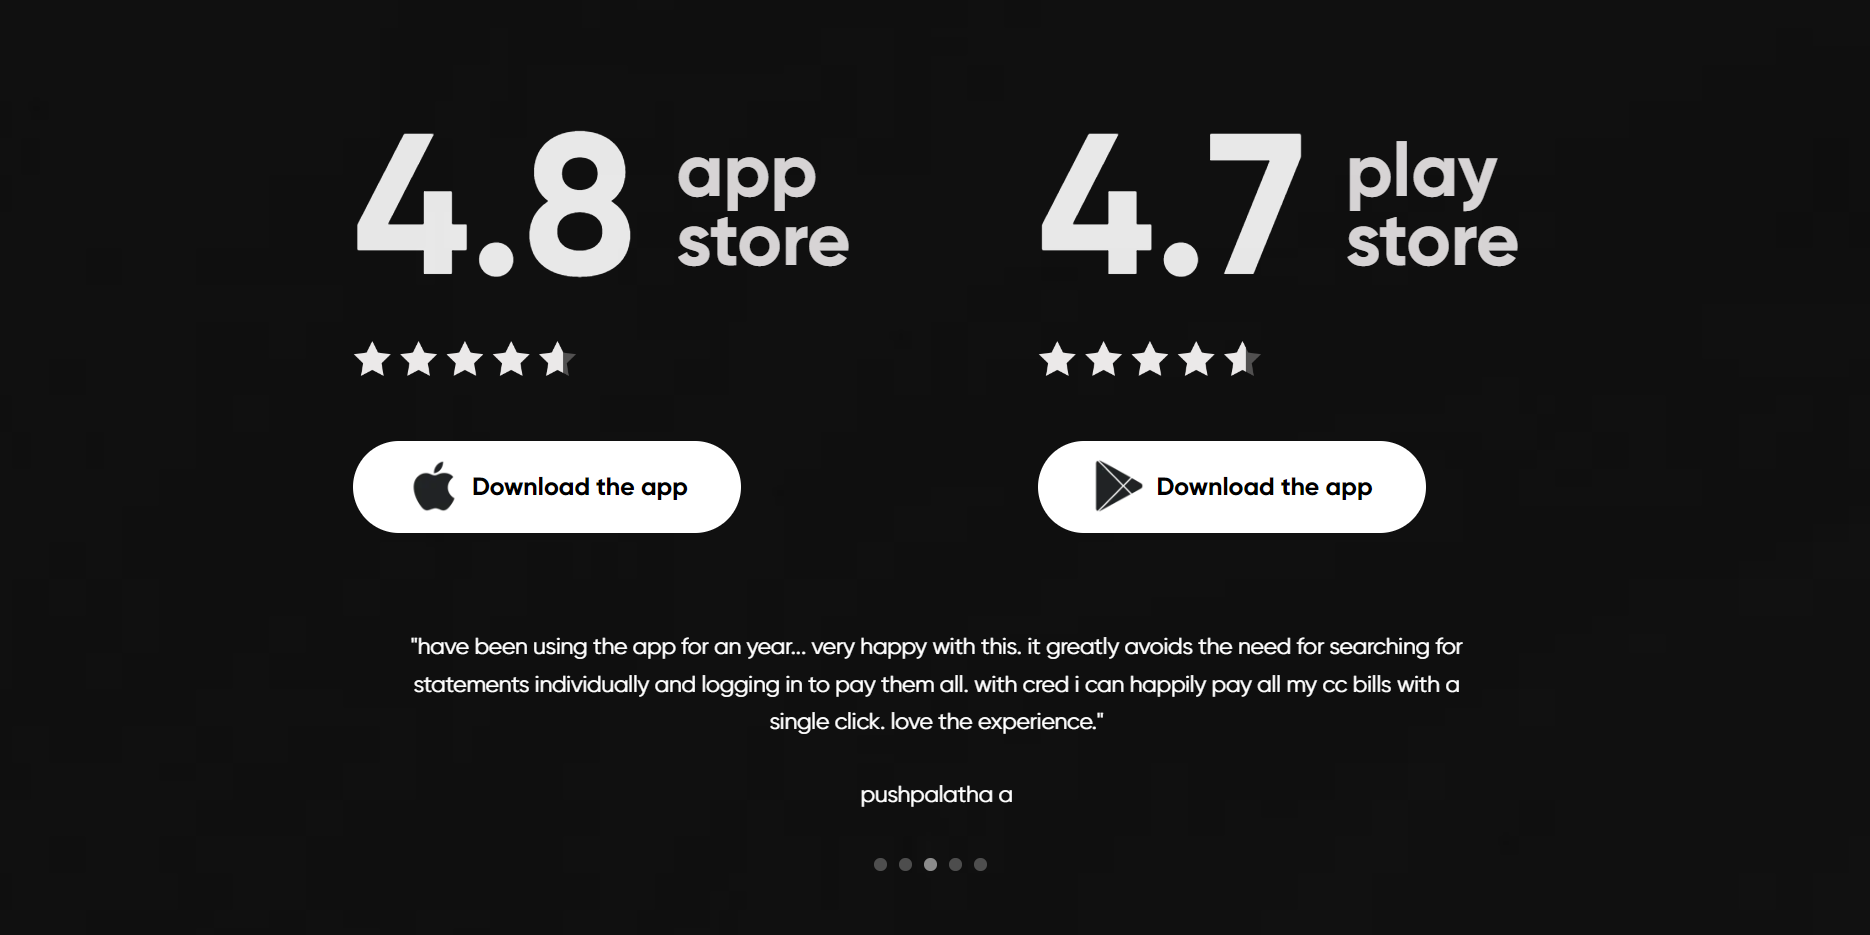 4.8 app store
4.7 play store
Download the app
Download the app
"have been using the app for an year... very happy with this. it greatly avoids the need for searching for
statements individually and logging in to pay them all. with cred i can happily pay all my cc bills with a
single click. love the experience."
pushpalatha a